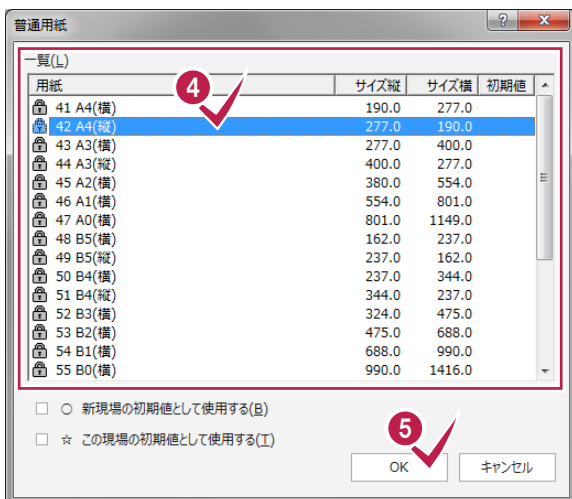 普通用紙
一覧(L)
用紙 サイズ縦 サイズ横 初期値
4
41 A4(横) 190.0 277.0
42 A4(縦) 277.0 190.0
43 A3(横) 277.0 400.0
44 A3(縦) 400.0 277.0
45 A2(横) 380.0 554.0
46 A1(横) 554.0 801.0
47 A0(横) 801.0 1149.0
48 B5(横) 162.0 237.0
49 B5(縦) 237.0 162.0
50 B4(横) 237.0 344.0
51 B4(縦) 344.0 237.0
52 B3(横) 324.0 475.0
53 B2(横) 475.0 688.0
54 B1(横) 688.0 990.0
55 B0(横) 990.0 1416.0
○ 新現場の初期値として使用する(B)
☆ この現場の初期値として使用する(T)
5
OK キャンセル